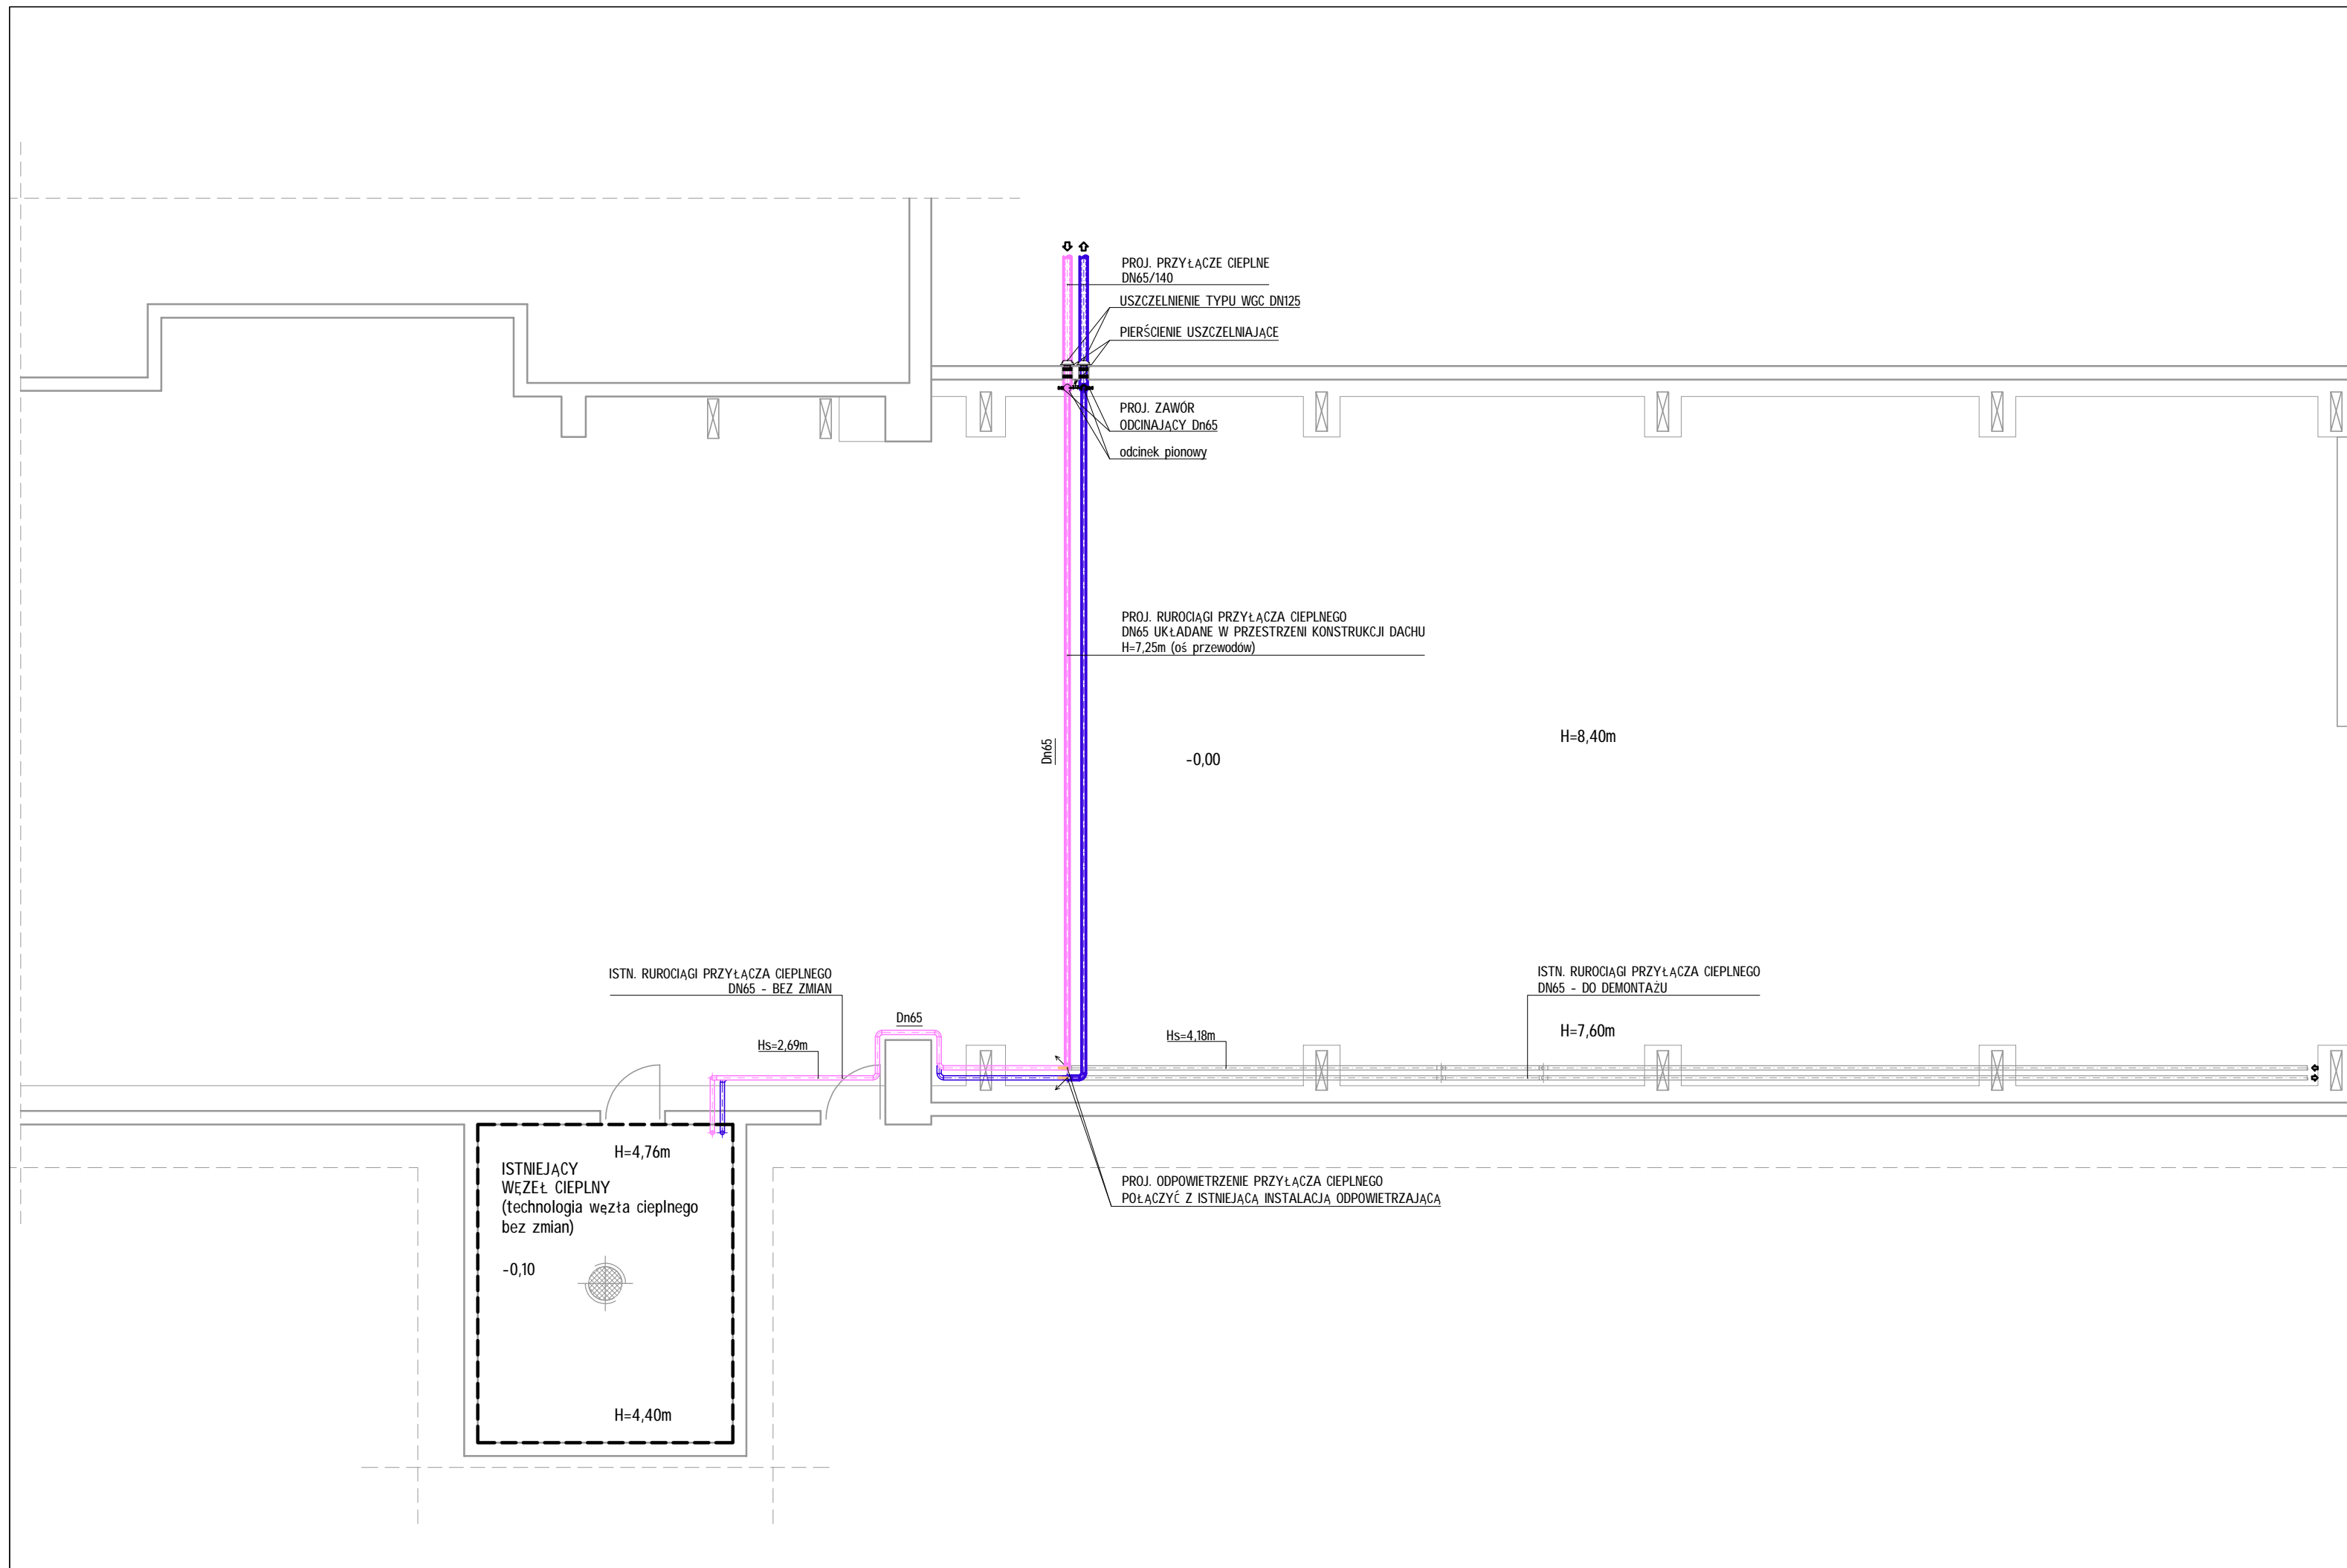 PROJ. PRZYŁĄCZE CIEPLNE
DN65/140
USZCZELNIENIE TYPU WGC DN125
PIERŚCIENIE USZCZELNIAJĄCE
PROJ. ZAWÓR
ODCINAJĄCY Dn65
odcinek pionowy
PROJ. RUROCIĄGI PRZYŁĄCZA CIEPLNEGO
DN65 UKŁADANE W PRZESTRZENI KONSTRUKCJI DACHU
H=7,25m (oś przewodów)
Dn65
-0,00
H=8,40m
ISTN. RUROCIĄGI PRZYŁĄCZA CIEPLNEGO
DN65 - BEZ ZMIAN
Dn65
Hs=2,69m
Hs=4,18m
ISTN. RUROCIĄGI PRZYŁĄCZA CIEPLNEGO
DN65 - DO DEMONTAŻU
H=7,60m
H=4,76m
ISTNIEJĄCY
WĘZEŁ CIEPLNY
(technologia węzła cieplnego
bez zmian)
-0,10
H=4,40m
PROJ. ODPOWIETRZENIE PRZYŁĄCZA CIEPLNEGO
POŁĄCZYĆ Z ISTNIEJĄCĄ INSTALACJĄ ODPOWIETRZAJĄCĄ